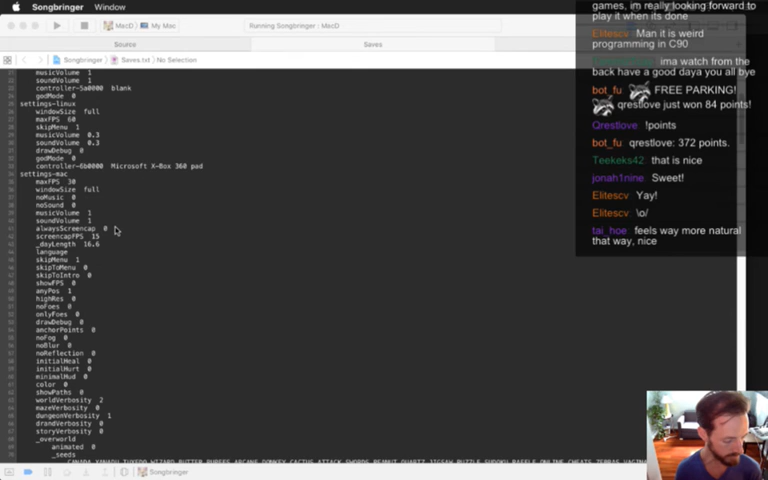 Songbringer Window
MacD My Mac
Running Songbringer : MacD
Source
Saves
Songbringer Saves.txt No Selection
musicVolume 1
soundVolume 1
controller-5a0000 blank
godMode 0
settings-linux
windowSize full
maxFPS 60
skipMenu 1
musicVolume 0.3
soundVolume 0.3
drawDebug 0
godMode 0
controller-6b0000 Microsoft X-Box 360 pad
settings-mac
maxFPS 30
windowSize full
noMusic 0
noSound 0
musicVolume 1
soundVolume 1
alwaysScreencap 0
screencapFPS 15
_dayLength 16.6
language
skipMenu 1
skipToMenu 0
skipToIntro 0
showFPS 0
anyPos 1
highRes 0
noFoes 0
onlyFoes 0
drawDebug 0
anchorPoints 0
noFog 0
noBlur 0
noReflection 0
initialHeal 0
initialHurt 0
minimalHud 0
color 0
showPaths 0
worldVerbosity 2
mazeVerbosity 0
dungeonVerbosity 1
drandVerbosity 0
storyVerbosity 0
_overworld
animated 0
_seeds
games, im really looking forward to
play it when its done
Elitescv Man it is weird
programming in C90
ima watch from the
back have a good daya you all bye
bot_fu FREE PARKING!
qrestlove just won 84 points!
Qrestlove !points
bot_fu qrestlove: 372 points.
Teekeks42 that is nice
jonah1nine Sweet!
Elitescv Yay!
Elitescv \o/
tai_hoe feels way more natural
that way, nice
Songbringer